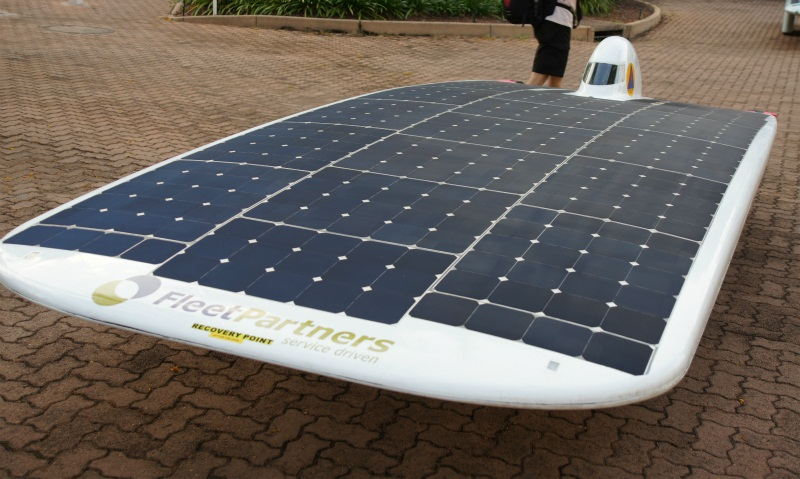 FleetPartners
service driven
RECOVERY POINT